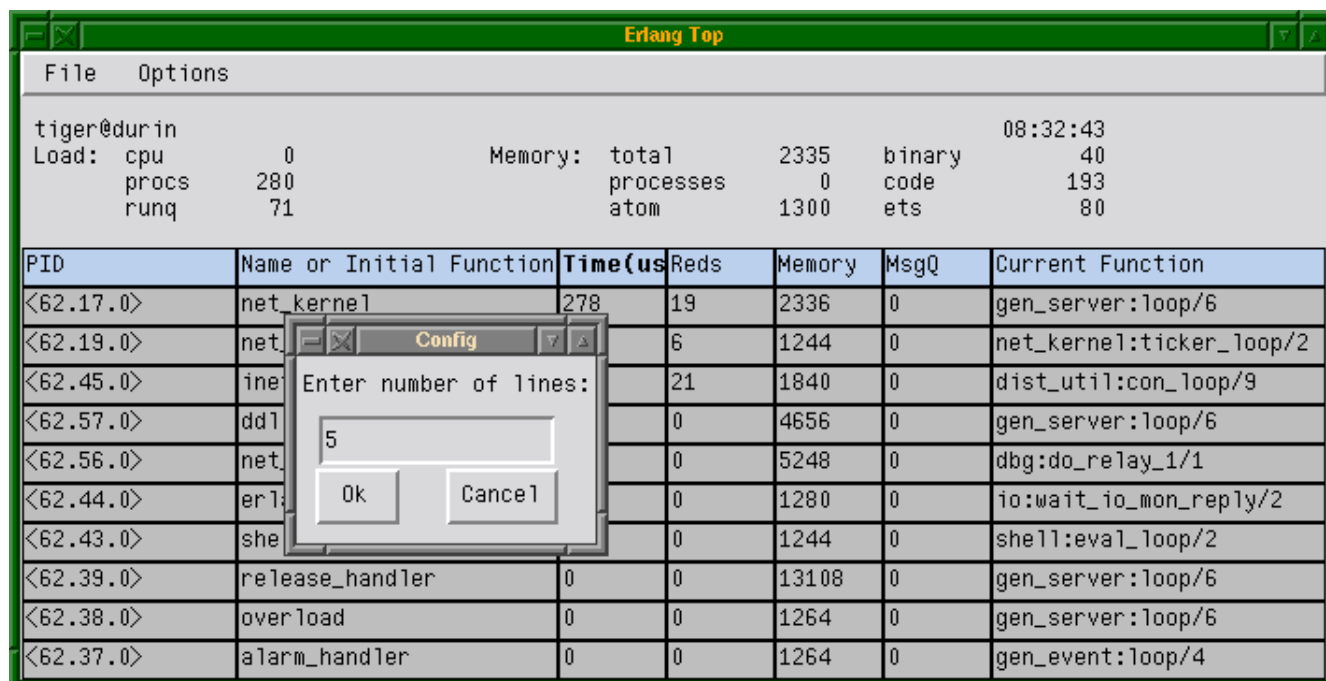 Erlang Top
File Options
tiger@durin 08:32:43
Load: cpu 0 Memory: total 2335 binary 40
procs 280 processes 0 code 193
runq 71 atom 1300 ets 80
PID Name or Initial Function Time(us Reds Memory MsgQ Current Function
<62.17.0> net_kernel 278 19 2336 0 gen_server:loop/6
<62.19.0> net_ 6 1244 0 net_kernel:ticker_loop/2
<62.45.0> 21 1840 0 dist_util:con_loop/9
<62.57.0> ddl 0 4656 0 gen_server:loop/6
<62.56.0> net_ 0 5248 0 dbg:do_relay_1/1
<62.44.0> 0 1280 0 io:wait_io_mon_reply/2
<62.43.0> she 0 1244 0 shell:eval_loop/2
<62.39.0> release_handler 0 0 13108 0 gen_server:loop/6
<62.38.0> overload 0 0 1264 0 gen_server:loop/6
<62.37.0> alarm_handler 0 0 1264 0 gen_event:loop/4
Config
Enter number of lines:
5
Ok Cancel